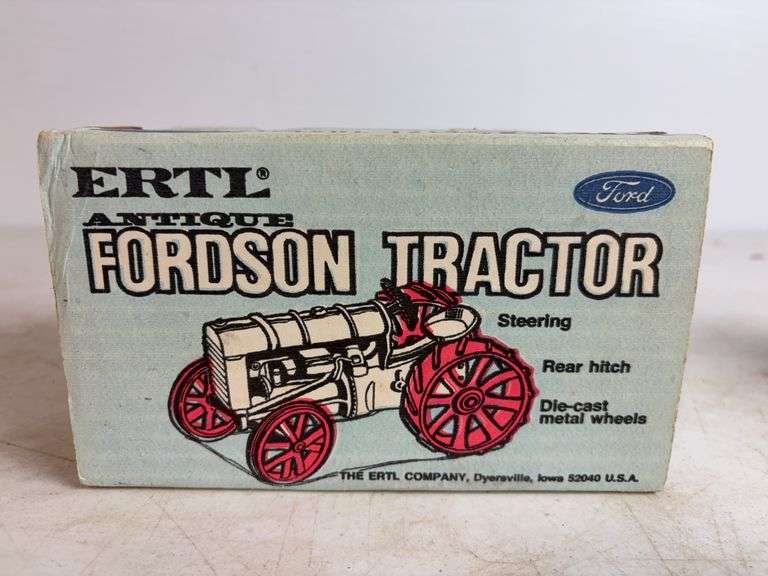 ERTL®
Ford
ANTIQUE
FORDSON TRACTOR
Steering
Rear hitch
Die-cast
metal wheels
THE ERTL COMPANY, Dyersville, Iowa 52040 U.S.A.